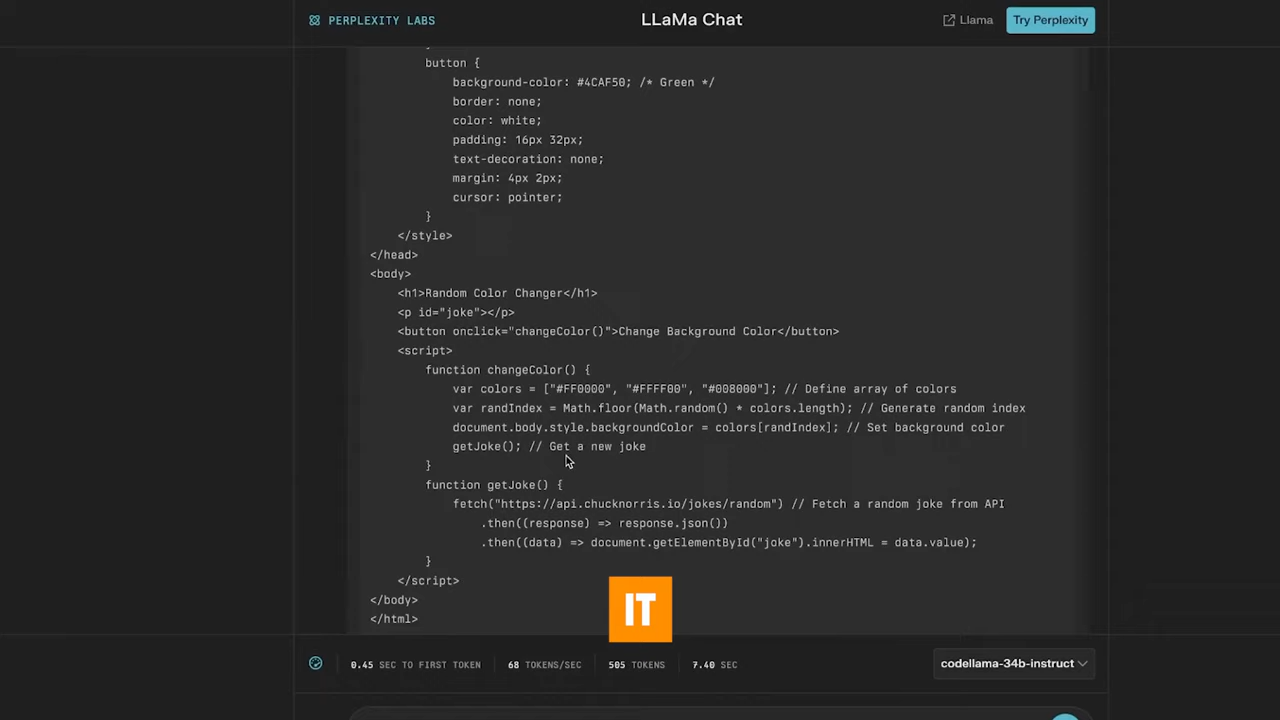 PERPLEXITY LABS
LLaMa Chat
Llama
Try Perplexity
}
button {
background-color: #4CAF50; /* Green */
border: none;
color: white;
padding: 16px 32px;
text-decoration: none;
margin: 4px 2px;
cursor: pointer;
}
</style>
</head>
<body>
<h1>Random Color Changer</h1>
<p id="joke"></p>
<button onclick="changeColor()">Change Background Color</button>
<script>
function changeColor() {
var colors = ["#FF0000", "#FFFF00", "#008000"]; // Define array of colors
var randIndex = Math.floor(Math.random() * colors.length); // Generate random index
document.body.style.backgroundColor = colors[randIndex]; // Set background color
getJoke(); // Get a new joke
}
function getJoke() {
fetch("https://api.chucknorris.io/jokes/random") // Fetch a random joke from API
.then((response) => response.json())
.then((data) => document.getElementById("joke").innerHTML = data.value);
}
</script>
</body>
</html>
IT
0.45 SEC TO FIRST TOKEN
68 TOKENS/SEC
505 TOKENS
7.40 SEC
codellama-34b-instruct